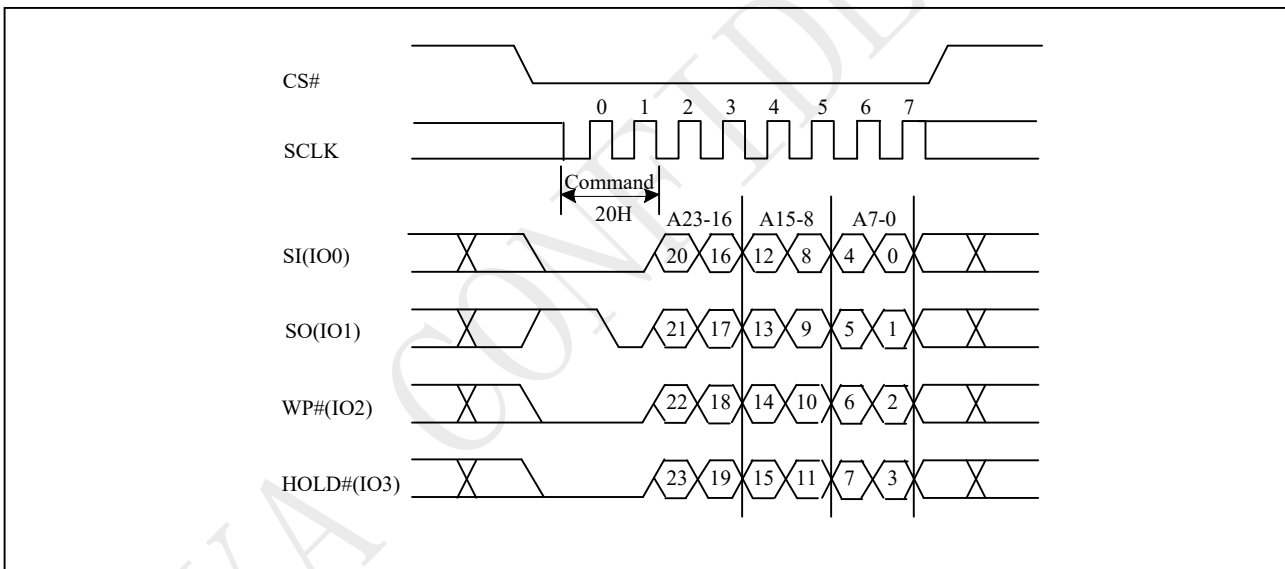 CS#
0 1 2 3 4 5 6 7
SCLK
Command
20H
A23-16 A15-8 A7-0
SI(IO0) 20 16 12 8 4 0
SO(IO1) 21 17 13 9 5 1
WP#(IO2) 22 18 14 10 6 2
HOLD#(IO3) 23 19 15 11 7 3